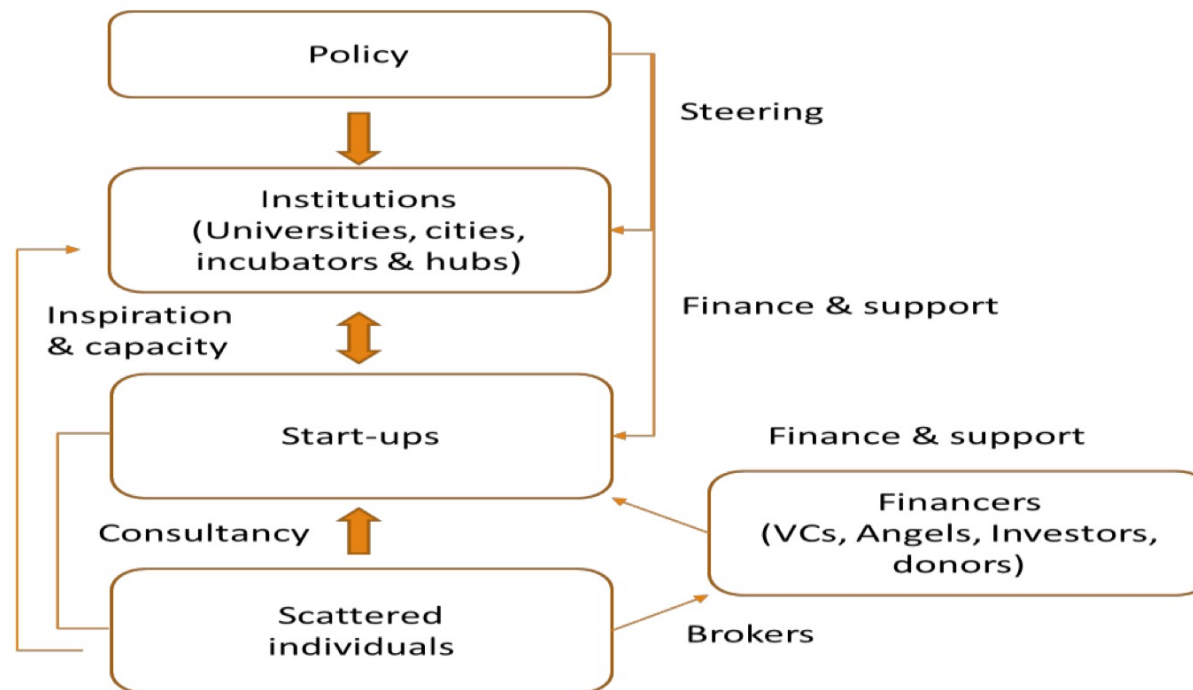 Policy
Steering
Institutions
(Universities, cities,
incubators & hubs)
Inspiration
& capacity
Finance & support
Start-ups
Finance & support
Financers
(VCs, Angels, Investors,
donors)
Consultancy
Scattered
individuals
Brokers